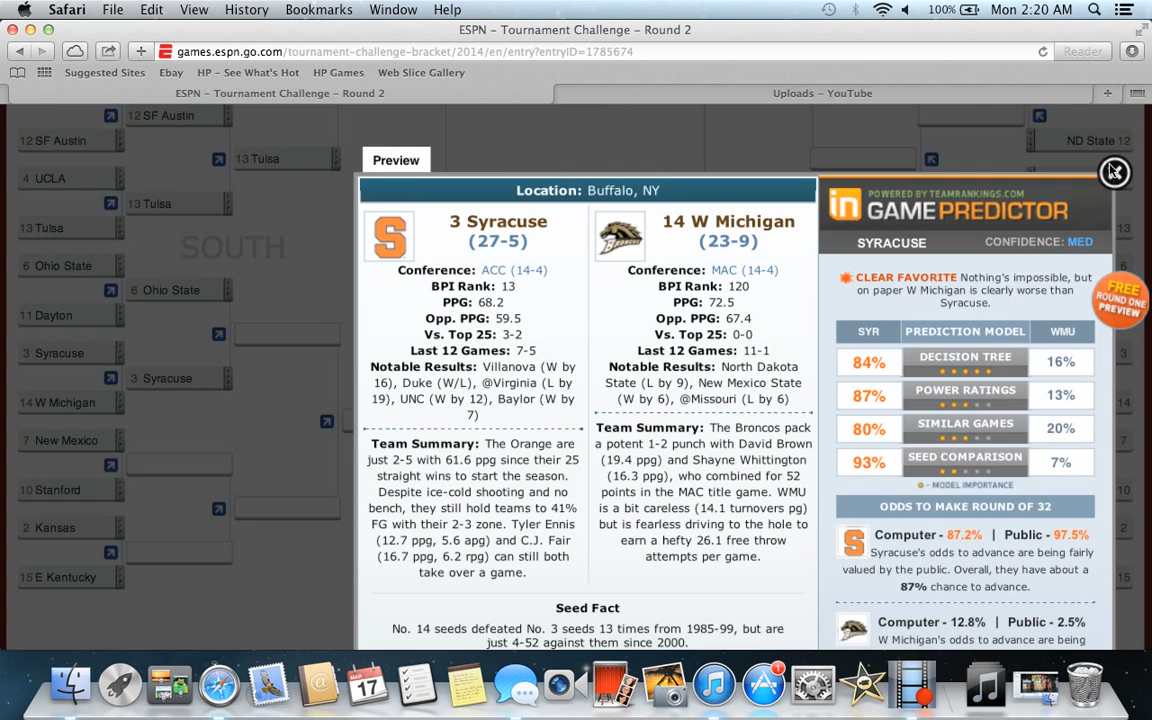 Safari File Edit View History Bookmarks Window Help 100% Mon 2:20 AM
ESPN – Tournament Challenge – Round 2
games.espn.go.com/tournament-challenge-bracket/2014/en/entry?entryID=1785674 Reader
Suggested Sites Ebay HP – See What's Hot HP Games Web Slice Gallery
ESPN – Tournament Challenge – Round 2 Uploads – YouTube
12 SF Austin
12 SF Austin
13 Tulsa
4 UCLA
13 Tulsa
13 Tulsa
SOUTH
6 Ohio State
6 Ohio State
11 Dayton
3 Syracuse
3 Syracuse
14 W Michigan
7 New Mexico
10 Stanford
2 Kansas
15 E Kentucky
Preview
Location: Buffalo, NY
S
3 Syracuse
(27-5)
Conference: ACC (14-4)
BPI Rank: 13
PPG: 68.2
Opp. PPG: 59.5
Vs. Top 25: 3-2
Last 12 Games: 7-5
Notable Results: Villanova (W by
16), Duke (W/L), @Virginia (L by
19), UNC (W by 12), Baylor (W by
7)
Team Summary: The Orange are
just 2-5 with 61.6 ppg since their 25
straight wins to start the season.
Despite ice-cold shooting and no
bench, they still hold teams to 41%
FG with their 2-3 zone. Tyler Ennis
(12.7 ppg, 5.6 apg) and C.J. Fair
(16.7 ppg, 6.2 rpg) can still both
take over a game.
14 W Michigan
(23-9)
BRONCOS
Conference: MAC (14-4)
BPI Rank: 120
PPG: 72.5
Opp. PPG: 67.4
Vs. Top 25: 0-0
Last 12 Games: 11-1
Notable Results: North Dakota
State (L by 9), New Mexico State
(W by 6), @Missouri (L by 6)
Team Summary: The Broncos pack
a potent 1-2 punch with David Brown
(19.4 ppg) and Shayne Whittington
(16.3 ppg), who combined for 52
points in the MAC title game. WMU
is a bit careless (14.1 turnovers pg)
but is fearless driving to the hole to
earn a hefty 26.1 free throw
attempts per game.
Seed Fact
No. 14 seeds defeated No. 3 seeds 13 times from 1985-99, but are
just 4-52 against them since 2000.
in POWERED BY TEAMRANKINGS.COM
GAMEPREDICTOR
SYRACUSE CONFIDENCE: MED
CLEAR FAVORITE Nothing's impossible, but
on paper W Michigan is clearly worse than
Syracuse.
SYR PREDICTION MODEL WMU
84% DECISION TREE 16%
87% POWER RATINGS 13%
80% SIMILAR GAMES 20%
93% SEED COMPARISON 7%
- MODEL IMPORTANCE
ODDS TO MAKE ROUND OF 32
S
Computer - 87.2% | Public - 97.5%
Syracuse's odds to advance are being fairly
valued by the public. Overall, they have about a
87% chance to advance.
Computer - 12.8% | Public - 2.5%
W Michigan's odds to advance are being
FREE
ROUND ONE
PREVIEW
ND State 12
13
6
3
14
7
10
2
15
MAR
17
1